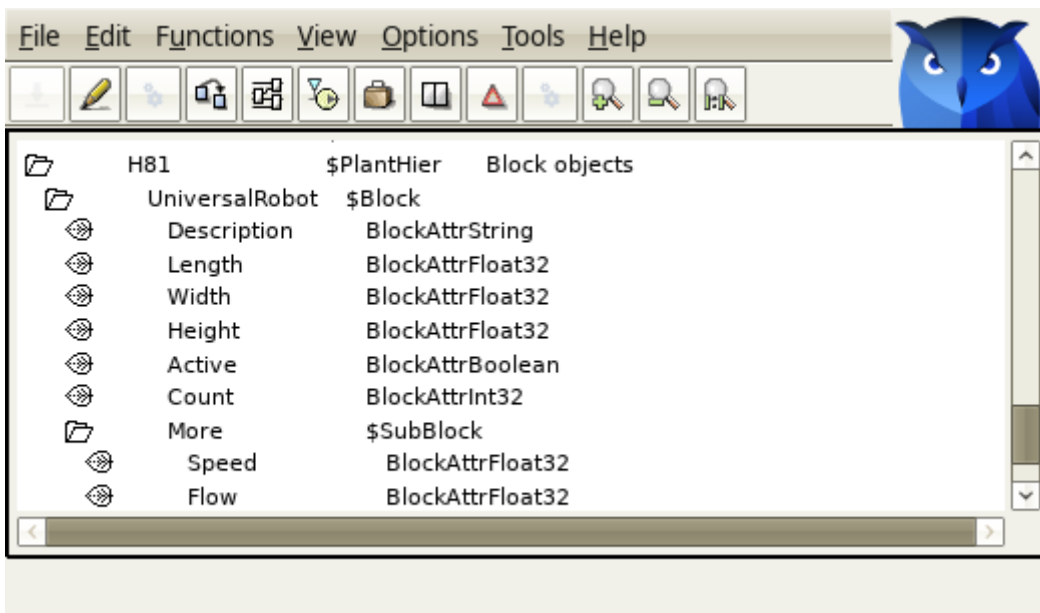 File Edit Functions View Options Tools Help
H81 $PlantHier Block objects
UniversalRobot $Block
Description BlockAttrString
Length BlockAttrFloat32
Width BlockAttrFloat32
Height BlockAttrFloat32
Active BlockAttrBoolean
Count BlockAttrInt32
More $SubBlock
Speed BlockAttrFloat32
Flow BlockAttrFloat32